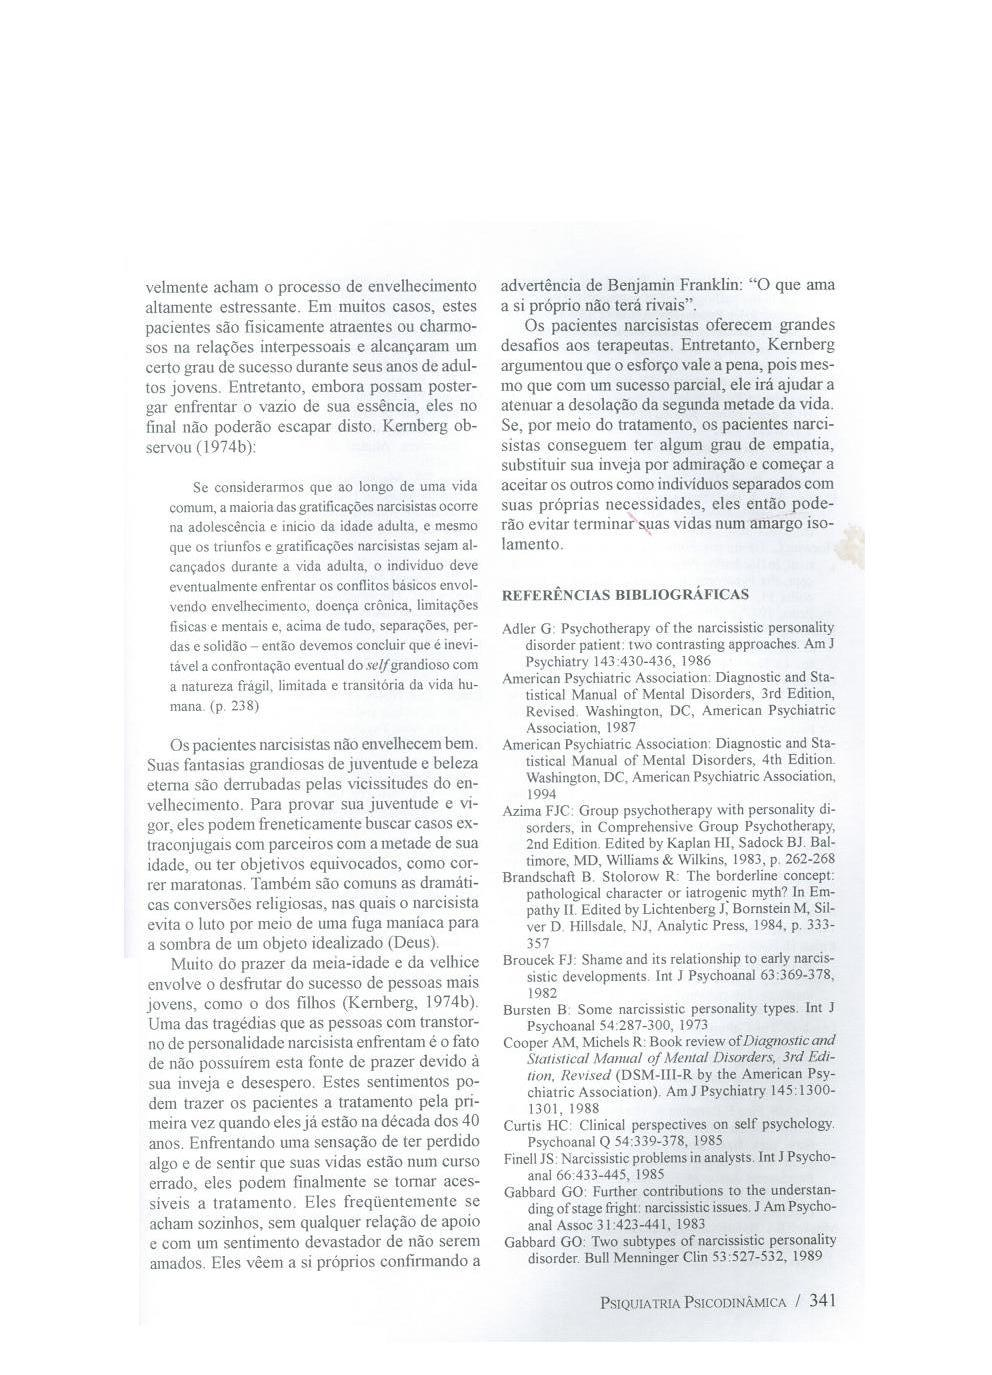 velmente acham o processo de envelhecimento
altamente estressante. Em muitos casos, estes
pacientes são fisicamente atraentes ou charmo-
sos na relações interpessoais e alcançaram um
certo grau de sucesso durante seus anos de adul-
tos jovens. Entretanto, embora possam poster-
gar enfrentar o vazio de sua essência, eles no
final não poderão escapar disto. Kernberg ob-
servou (1974b):
Se considerarmos que ao longo de uma vida
comum, a maioria das gratificações narcisistas ocorre
na adolescência e inicio da idade adulta, e mesmo
que os triunfos e gratificações narcisistas sejam al-
cançados durante a vida adulta, o indivíduo deve
eventualmente enfrentar os conflitos básicos envol-
vendo envelhecimento, doença crônica, limitações
físicas e mentais e, acima de tudo, separações, per-
das e solidão – então devemos concluir que é inevi-
tável a confrontação eventual do self grandioso com
a natureza frágil, limitada e transitória da vida hu-
mana. (p. 238)
Os pacientes narcisistas não envelhecem bem.
Suas fantasias grandiosas de juventude e beleza
eterna são derrubadas pelas vicissitudes do en-
velhecimento. Para provar sua juventude e vi-
gor, eles podem freneticamente buscar casos ex-
traconjugais com parceiros com a metade de sua
idade, ou ter objetivos equivocados, como cor-
rer maratonas. Também são comuns as dramáti-
cas conversões religiosas, nas quais o narcisista
evita o luto por meio de uma fuga maníaca para
a sombra de um objeto idealizado (Deus).
Muito do prazer da meia-idade e da velhice
envolve o desfrutar do sucesso de pessoas mais
jovens, como o dos filhos (Kernberg, 1974b).
Uma das tragédias que as pessoas com transtor-
no de personalidade narcisista enfrentam é o fato
de não possuírem esta fonte de prazer devido à
sua inveja e desespero. Estes sentimentos po-
dem trazer os pacientes a tratamento pela pri-
meira vez quando eles já estão na década dos 40
anos. Enfrentando uma sensação de ter perdido
algo e de sentir que suas vidas estão num curso
errado, eles podem finalmente se tornar aces-
síveis a tratamento. Eles freqüentemente se
acham sozinhos, sem qualquer relação de apoio
e com um sentimento devastador de não serem
amados. Eles vêem a si próprios confirmando a
advertência de Benjamin Franklin: “O que ama
a si próprio não terá rivais”.
Os pacientes narcisistas oferecem grandes
desafios aos terapeutas. Entretanto, Kernberg
argumentou que o esforço vale a pena, pois mes-
mo que com um sucesso parcial, ele irá ajudar a
atenuar a desolação da segunda metade da vida.
Se, por meio do tratamento, os pacientes narci-
sistas conseguem ter algum grau de empatia,
substituir sua inveja por admiração e começar a
aceitar os outros como indivíduos separados com
suas próprias necessidades, eles então pode-
rão evitar terminar suas vidas num amargo iso-
lamento.
REFERÊNCIAS BIBLIOGRÁFICAS
Adler G: Psychotherapy of the narcissistic personality
disorder patient: two contrasting approaches. Am J
Psychiatry 143:430-436, 1986
American Psychiatric Association: Diagnostic and Sta-
tistical Manual of Mental Disorders, 3rd Edition,
Revised. Washington, DC, American Psychiatric
Association, 1987
American Psychiatric Association: Diagnostic and Sta-
tistical Manual of Mental Disorders, 4th Edition.
Washington, DC, American Psychiatric Association,
1994
Azima FJC: Group psychotherapy with personality di-
sorders, in Comprehensive Group Psychotherapy,
2nd Edition. Edited by Kaplan HI, Sadock BJ. Bal-
timore, MD, Williams & Wilkins, 1983, p. 262-268
Brandschaft B. Stolorow R: The borderline concept:
pathological character or iatrogenic myth? In Em-
pathy II. Edited by Lichtenberg J, Bornstein M, Sil-
ver D. Hillsdale, NJ, Analytic Press, 1984, p. 333-
357
Broucek FJ: Shame and its relationship to early narcis-
sistic developments. Int J Psychoanal 63:369-378,
1982
Bursten B: Some narcissistic personality types. Int J
Psychoanal 54:287-300, 1973
Cooper AM, Michels R: Book review of Diagnostic and
Statistical Manual of Mental Disorders, 3rd Edi-
tion, Revised (DSM-III-R by the American Psy-
chiatric Association). Am J Psychiatry 145:1300-
1301, 1988
Curtis HC: Clinical perspectives on self psychology.
Psychoanal Q 54:339-378, 1985
Finell JS: Narcissistic problems in analysts. Int J Psycho-
anal 66:433-445, 1985
Gabbard GO: Further contributions to the understan-
ding of stage fright: narcissistic issues. J Am Psycho-
anal Assoc 31:423-441, 1983
Gabbard GO: Two subtypes of narcissistic personality
disorder. Bull Menninger Clin 53:527-532, 1989
PSIQUIATRIA PSICODINÂMICA / 341